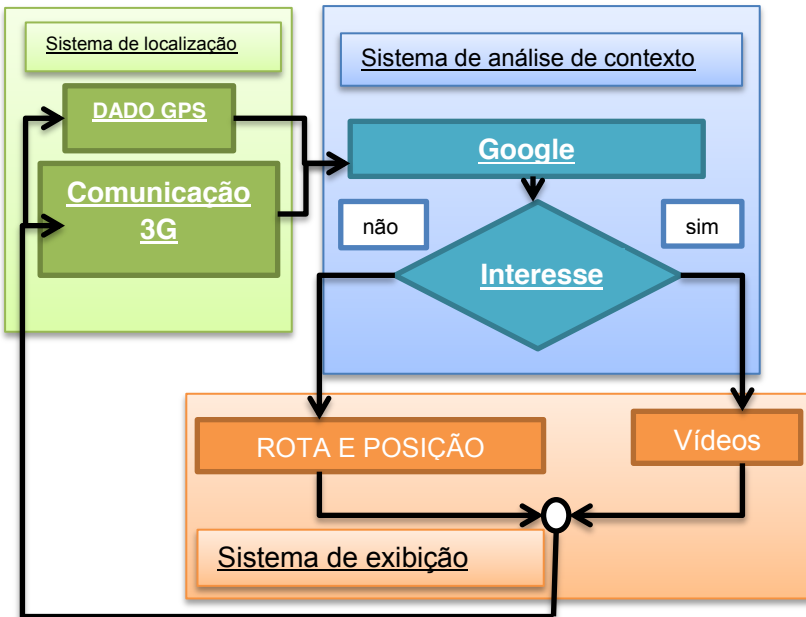 Sistema de localização
DADO GPS
Comunicação
3G
Sistema de análise de contexto
Google
não
sim
Interesse
ROTA E POSIÇÃO
Vídeos
Sistema de exibição